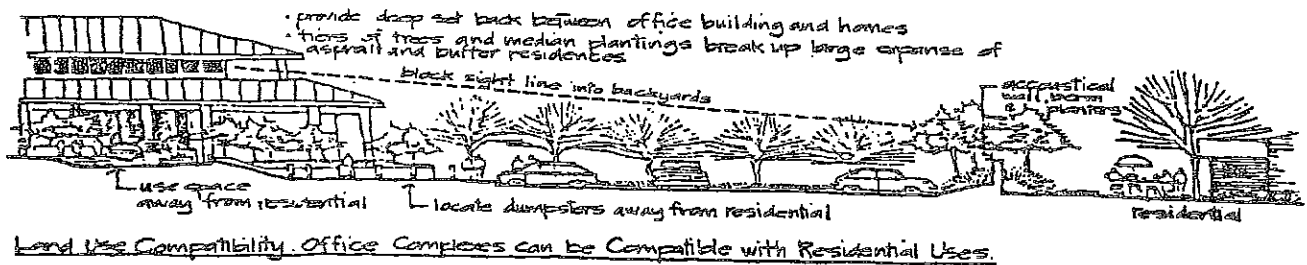 · provide deep set back between office building and homes
· tiers of trees and median plantings break up large expanse of
asphalt and buffer residences
block sight line into backyards
accoustical
wall, berm
& planters
use space
away from residential
locate dumpsters away from residential
residential
Land Use Compatibility. Office Complexes can be Compatible with Residential Uses.